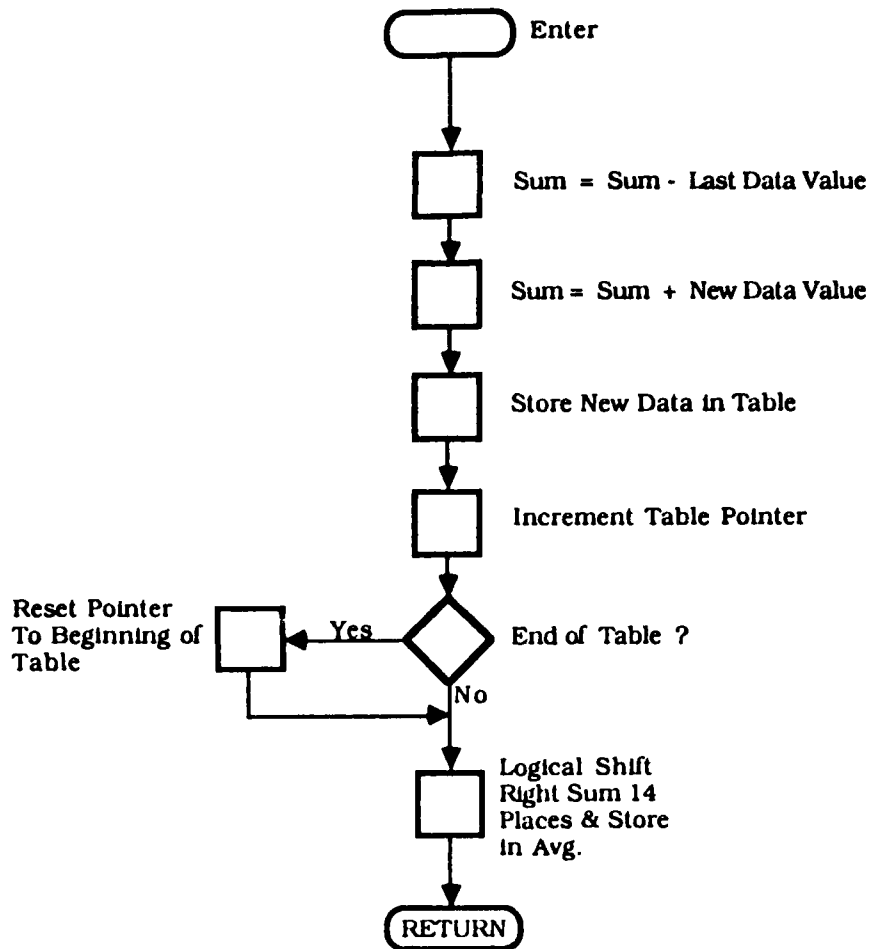 Enter
Sum = Sum - Last Data Value
Sum = Sum + New Data Value
Store New Data in Table
Increment Table Pointer
Reset Pointer
To Beginning of
Table
Yes
End of Table ?
No
Logical Shift
Right Sum 14
Places & Store
in Avg.
RETURN